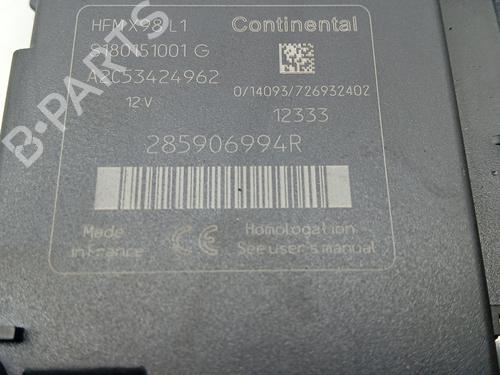 HFM X98 L1
Continental
S180151001 G
A2C53424962
12V
0/14093/726932402
12333
285906994R
Made
in France
CE
Homologation
See user's manual
B-PARTS